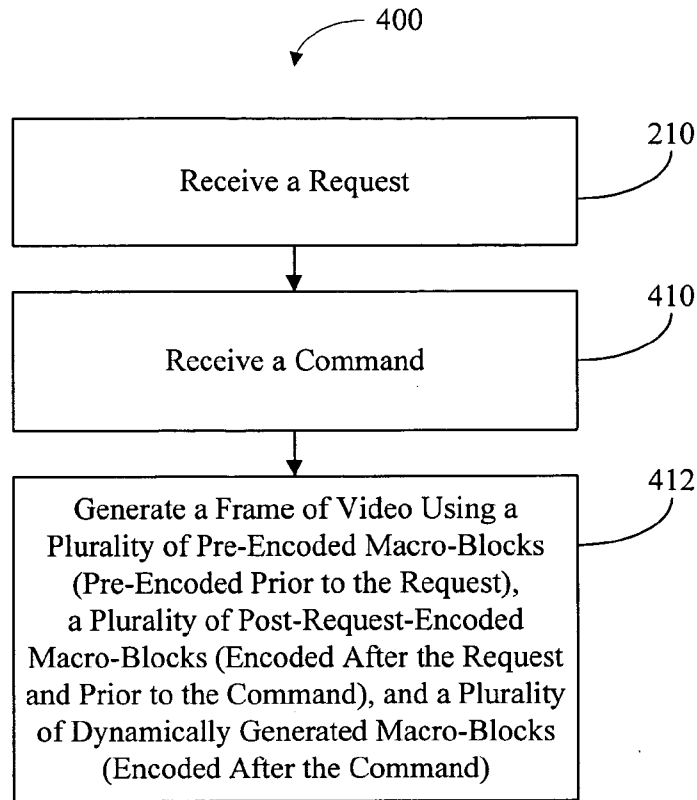 400
210
Receive a Request
410
Receive a Command
412
Generate a Frame of Video Using a
Plurality of Pre-Encoded Macro-Blocks
(Pre-Encoded Prior to the Request),
a Plurality of Post-Request-Encoded
Macro-Blocks (Encoded After the Request
and Prior to the Command), and a Plurality
of Dynamically Generated Macro-Blocks
(Encoded After the Command)